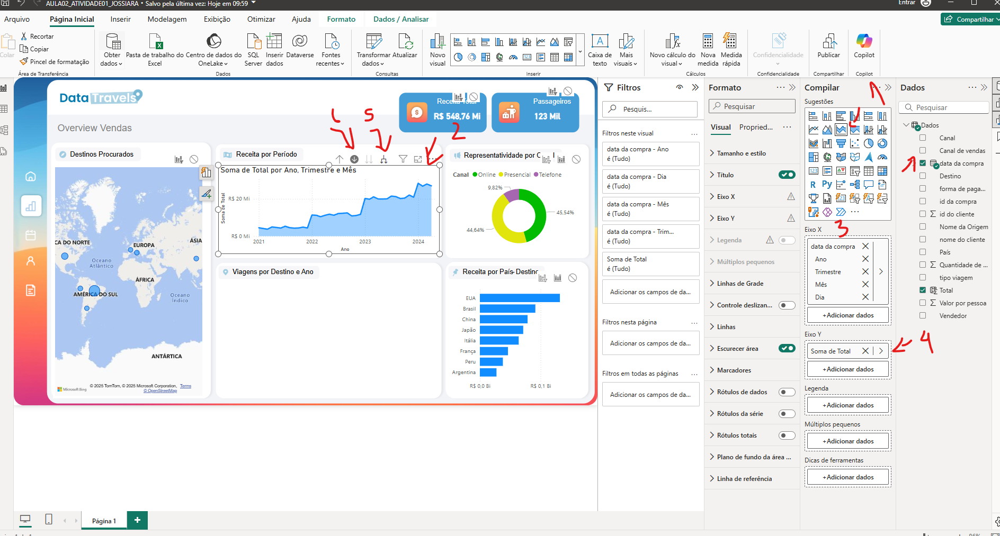 AULA02_ATIVIDADE01_JOSSIARA • Salvo pela última vez: Hoje em 09:59
Entrar
Arquivo
Página Inicial
Inserir
Modelagem
Exibição
Otimizar
Ajuda
Formato
Dados / Analisar
Compartilhar
Colar
Recortar
Copiar
Pincel de formatação
Área de Transferência
Obter dados
Pasta de trabalho do Excel
Centro de dados do OneLake
SQL Server
Inserir dados
Dataverse
Fontes recentes
Dados
Transformar dados
Atualizar
Consultas
Novo visual
Caixa de texto
Mais visuais
Inserir
Novo cálculo do visual
Nova medida
Medida rápida
Cálculos
Confidencialidade
Confidencialidade
Publicar
Compartilhar
Copilot
Copilot
Data Travels
Overview Vendas
Receita Total
R$ 548,76 Mi
Passageiros
123 Mil
5
2
Destinos Procurados
CA DO NORTE
EUROPA
ÁSIA
Oceano Atlântico
ÁFRICA
AMÉRICA DO SUL
Oceano Índico
ANTÁRTICA
Microsoft Bing
© 2025 TomTom, © 2025 Microsoft Corporation, Terms
© OpenStreetMap
Receita por Período
Soma de Total por Ano, Trimestre e Mês
Soma de Total
R$ 20 Mi
R$ 0 Mi
2021
2022
2023
2024
Ano
Representatividade por C
Canal
Online
Presencial
Telefone
9,82%
45,54%
44,64%
Viagens por Destino e Ano
Receita por País- Destino
EUA
Brasil
China
Japão
Itália
França
Peru
Argentina
R$ 0,0 Bi
R$ 0,1 Bi
Filtros
Pesquis...
Filtros neste visual
data da compra - Ano
é (Tudo)
data da compra - Dia
é (Tudo)
data da compra - Mês
é (Tudo)
data da compra - Trim...
é (Tudo)
Soma de Total
é (Tudo)
Adicionar os campos de da...
Filtros nesta página
Adicionar os campos de da...
Filtros em todas as páginas
Adicionar os campos de da...
Formato
Pesquisar
Visual
Propried...
Tamanho e estilo
Título
Eixo X
Eixo Y
Legenda
Múltiplos pequenos
Linhas de Grade
Controle deslizan...
Linhas
Escurecer área
Marcadores
Rótulos de dados
Rótulos da série
Rótulos totais
Plano de fundo da área ...
Linha de referência
Compilar
Sugestões
R
Py
3
Eixo X
data da compra
Ano
Trimestre
Mês
Dia
+Adicionar dados
Eixo Y
Soma de Total
4
+Adicionar dados
Legenda
+Adicionar dados
Múltiplos pequenos
+Adicionar dados
Dicas de ferramentas
+Adicionar dados
Dados
Pesquisar
Dados
Canal
Canal de vendas
data da compra
Destino
forma de paga...
id da compra
id do cliente
Nome da Origem
nome do cliente
País
Quantidade de ...
tipo viagem
Total
Valor por pessoa
Vendedor
Página 1